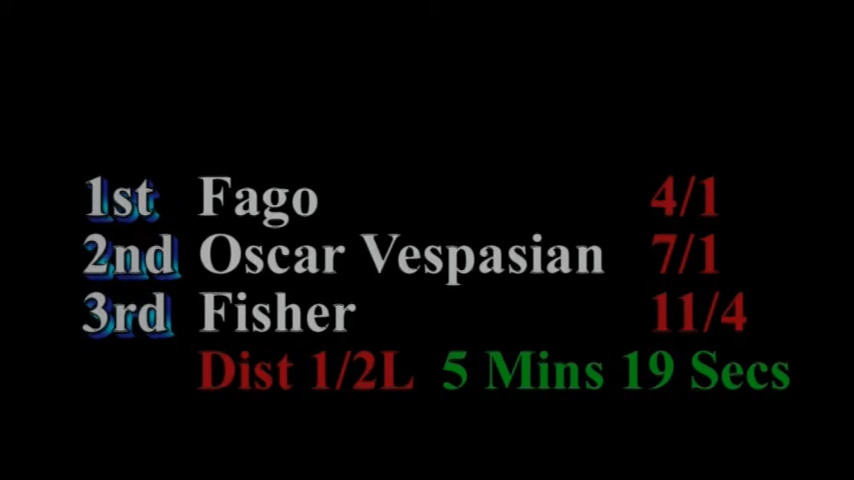 1st Fago 4/1
2nd Oscar Vespasian 7/1
3rd Fisher 11/4
Dist 1/2L 5 Mins 19 Secs